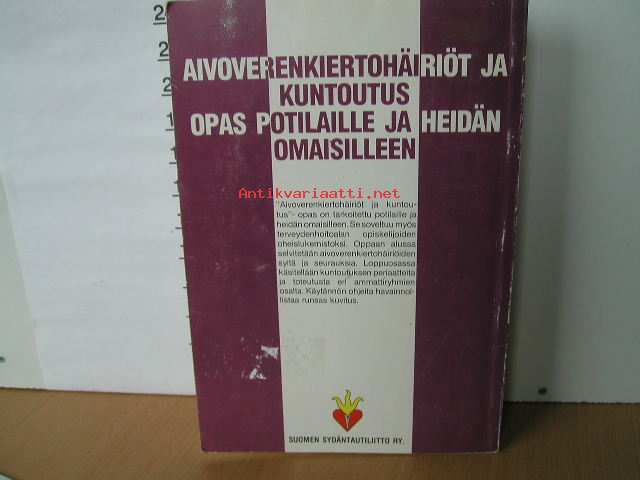 AIVOVERENKIERTOHÄIRIÖT JA
KUNTOUTUS
OPAS POTILAILLE JA HEIDÄN
OMAISILLEEN
Antikvariaatti.net
"Aivoverenkiertohäiriöt ja kuntou-
tus"- opas on tarkoitettu potilaille ja
heidän omaisilleen. Se soveltuu myös
terveydenhoitoalan opiskelijoiden
oheislukemistoksi. Oppaan alussa
selvitetään aivoverenkiertohäiriöiden
syitä ja seurauksia. Loppuosassa
käsitellään kuntoutuksen periaatteita
ja toteutusta eri ammattiryhmien
osalta. Käytännön ohjeita havainnol-
listaa runsas kuvitus.
SUOMEN SYDÄNTAUTILIITTO RY.